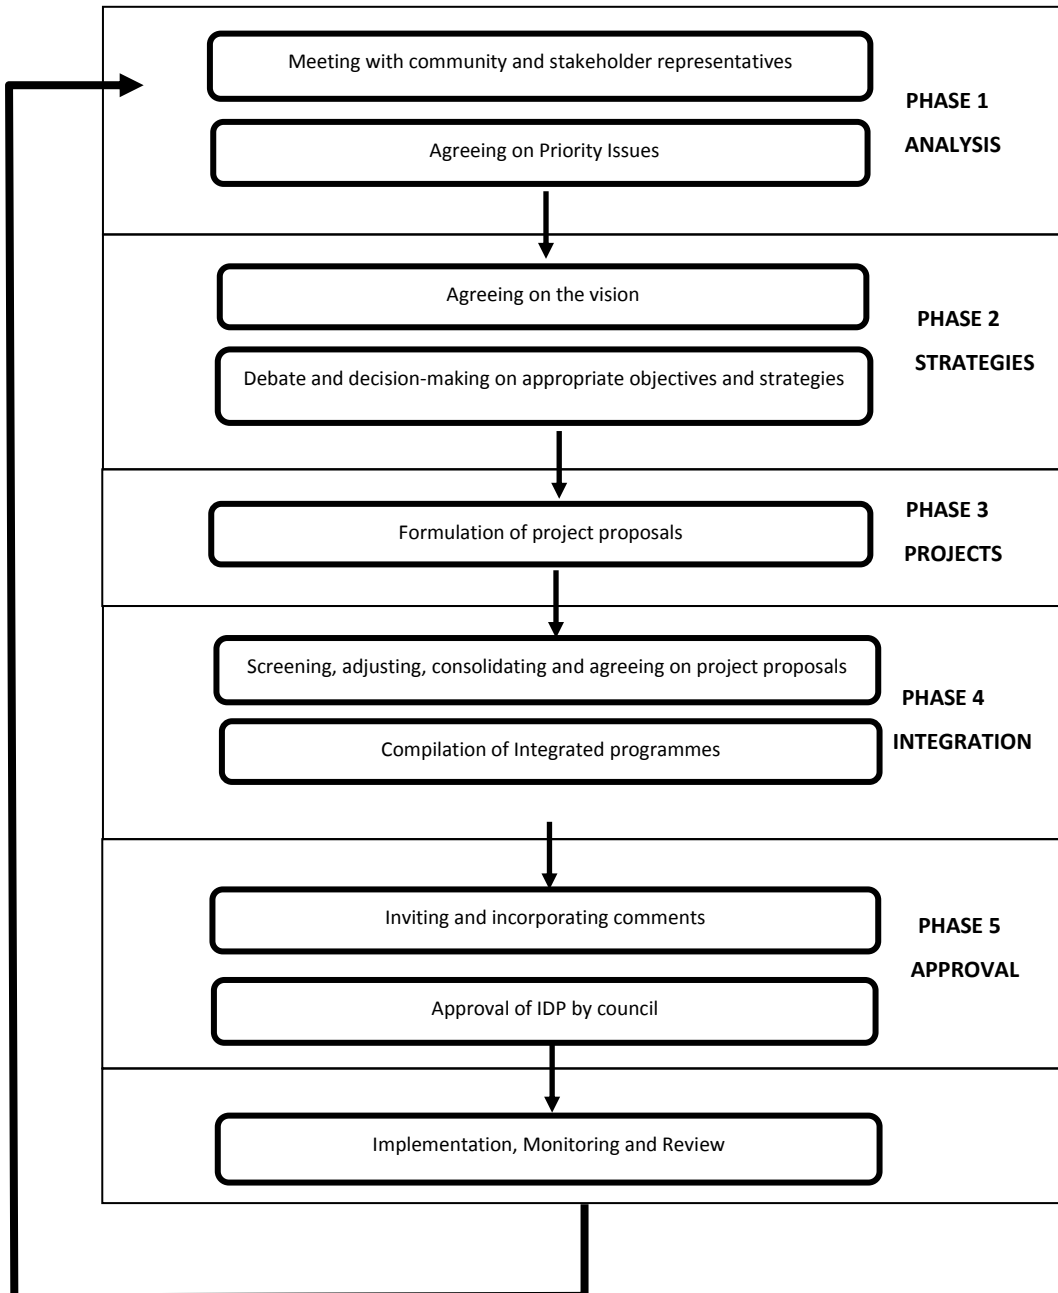 Meeting with community and stakeholder representatives
PHASE 1
ANALYSIS
Agreeing on Priority Issues
Agreeing on the vision
PHASE 2
STRATEGIES
Debate and decision-making on appropriate objectives and strategies
PHASE 3
PROJECTS
Formulation of project proposals
Screening, adjusting, consolidating and agreeing on project proposals
PHASE 4
INTEGRATION
Compilation of Integrated programmes
Inviting and incorporating comments
PHASE 5
APPROVAL
Approval of IDP by council
Implementation, Monitoring and Review